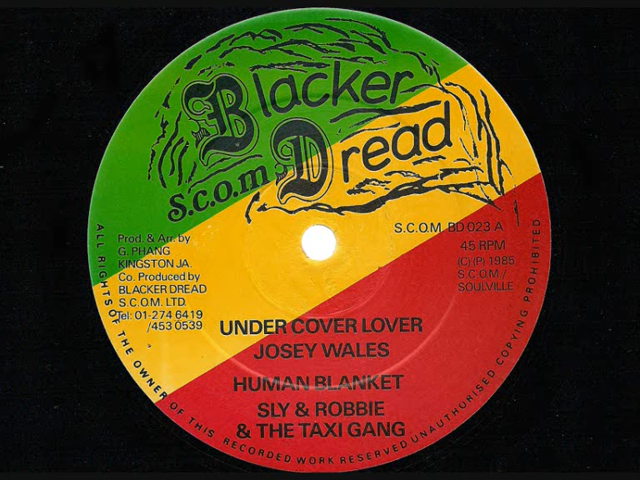 Blacker
S.C.O.M Dread
Prod. & Arr. by
G. PHANG
KINGSTON JA.
Co. Produced by
BLACKER DREAD
S.C.O.M. LTD.
Tel: 01-274 6419
/453 0539
S.C.O.M. BD 023 A
45 RPM
(C) (P) 1985
S.C.O.M./
SOULVILLE
UNDER COVER LOVER
JOSEY WALES
HUMAN BLANKET
SLY & ROBBIE
& THE TAXI GANG
ALL RIGHTS OF THE OWNER OF THIS RECORDED WORK RESERVED UNAUTHORISED COPYING PROHIBITED